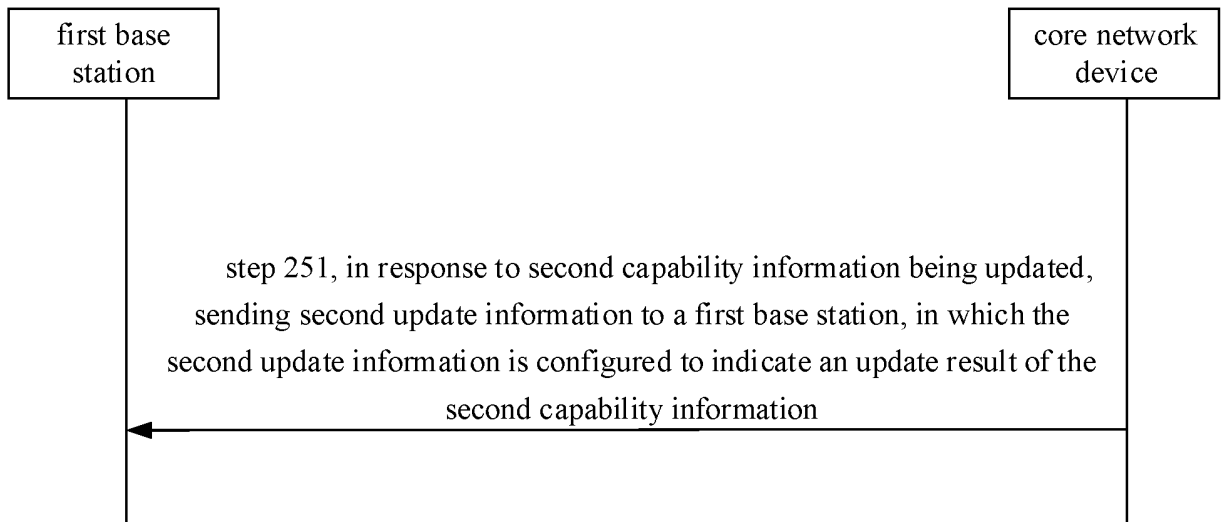 first base
station
core network
device
step 251, in response to second capability information being updated,
sending second update information to a first base station, in which the
second update information is configured to indicate an update result of the
second capability information